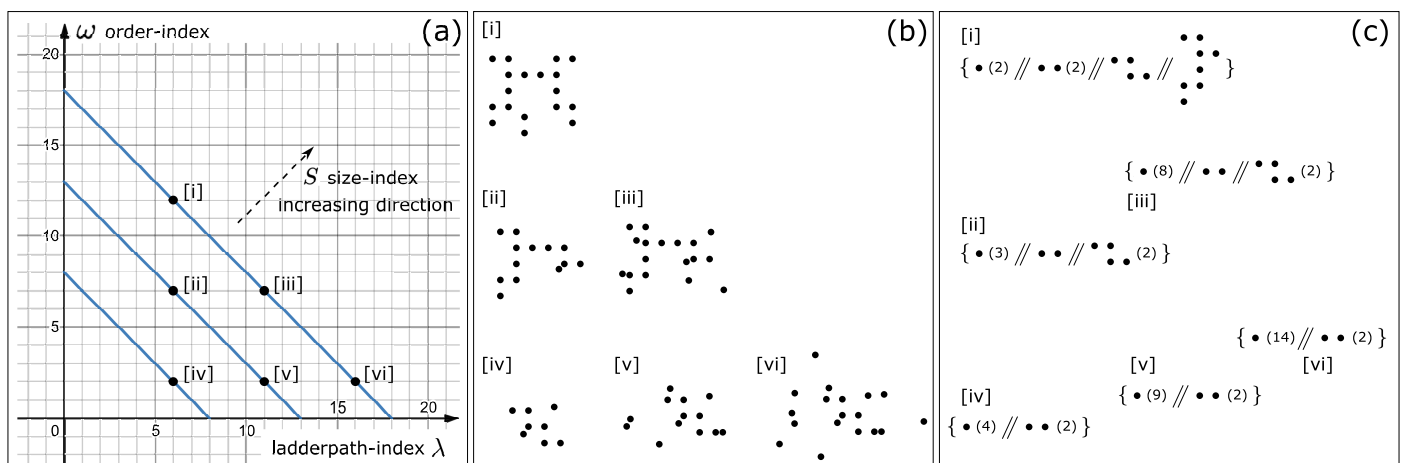 ω order-index
(a)
20
15
[i]
S size-index
increasing direction
10
[ii]
[iii]
5
[iv]
[v]
[vi]
15
20
0
5
10
ladderpath-index λ
(b)
[i]
[ii]
[iii]
[iv]
[v]
[vi]
(c)
[i]
{ • (2) // • • (2) // // }
{ • (8) // • • // (2) }
[iii]
[ii]
{ • (3) // • • // (2) }
{ • (14) // • • (2) }
[v]
[vi]
{ • (9) // • • (2) }
[iv]
{ • (4) // • • (2) }